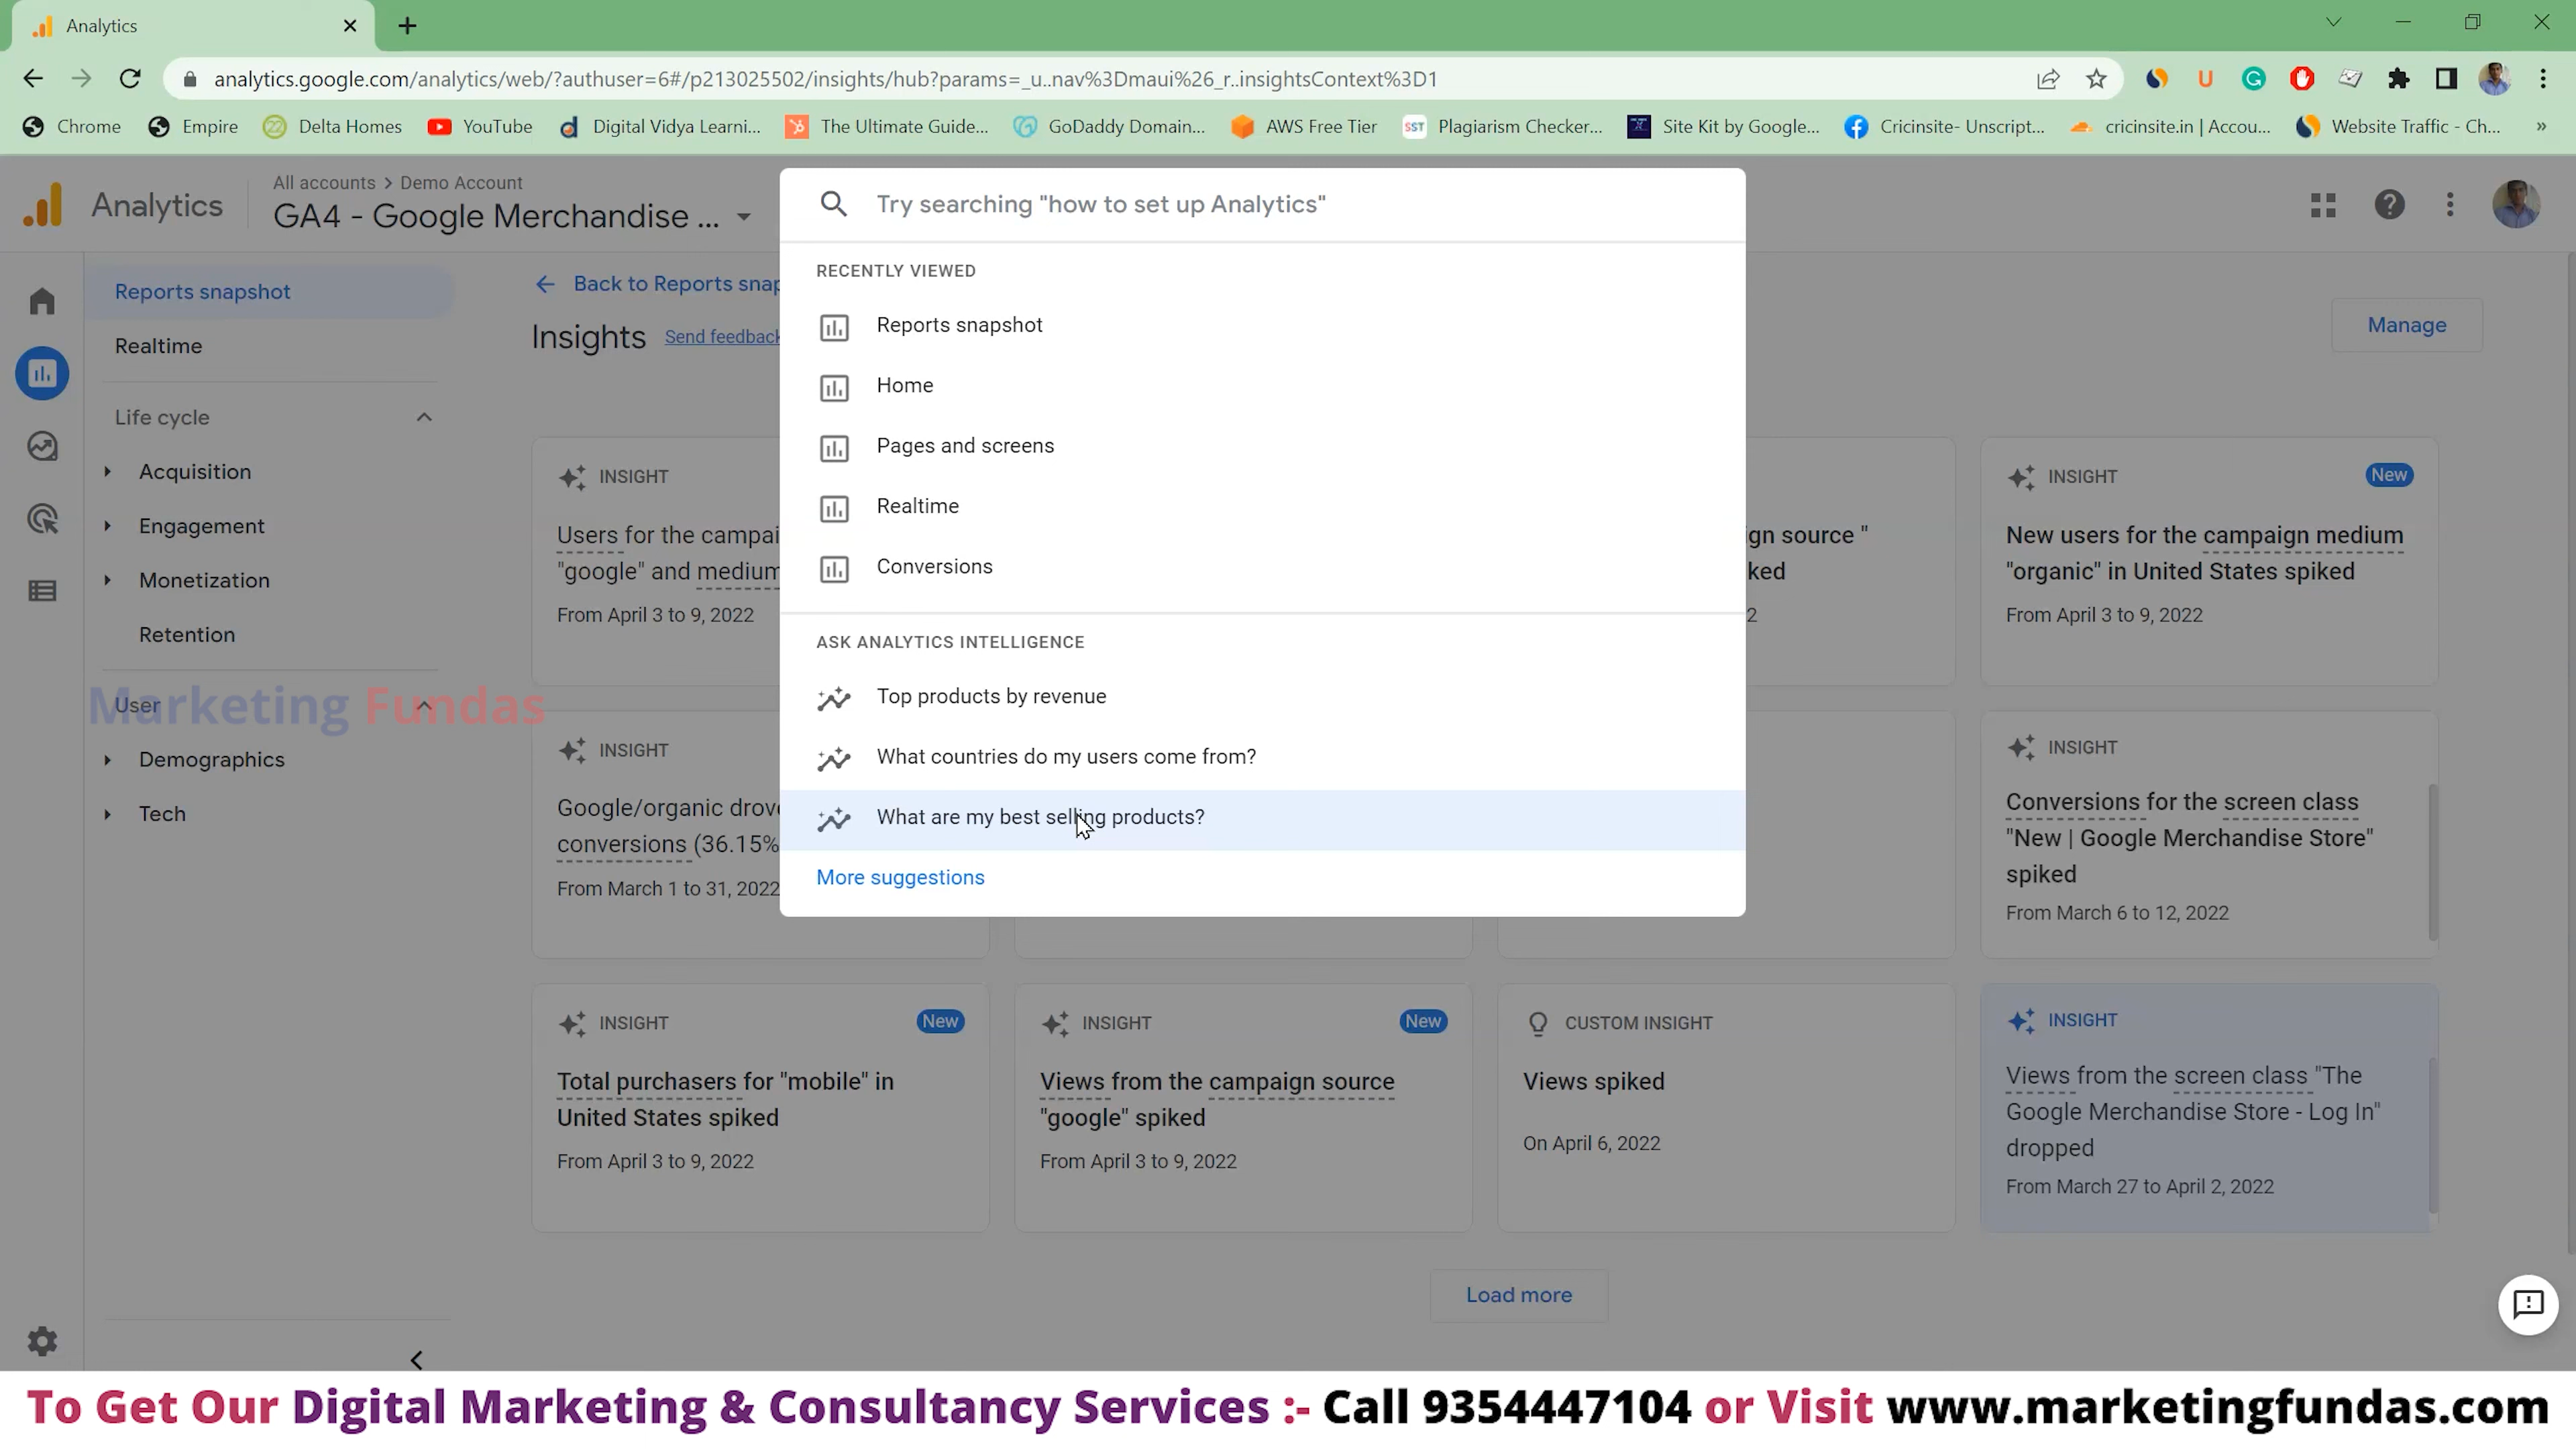 Analytics
analytics.google.com/analytics/web/?authuser=6#/p213025502/insights/hub?params=_u..nav%3Dmaui%26_r..insightsContext%3D1
Chrome Empire Delta Homes YouTube Digital Vidya Learni... The Ultimate Guide... GoDaddy Domain... AWS Free Tier Plagiarism Checker... Site Kit by Google... Cricinsite- Unscript... cricinsite.in | Accou... Website Traffic - Ch... »
Analytics
All accounts > Demo Account
GA4 - Google Merchandise ...
Try searching "how to set up Analytics"
RECENTLY VIEWED
Reports snapshot
Home
Pages and screens
Realtime
Conversions
ASK ANALYTICS INTELLIGENCE
Top products by revenue
What countries do my users come from?
What are my best selling products?
More suggestions
Reports snapshot
Realtime
Life cycle
Acquisition
Engagement
Monetization
Retention
User
Demographics
Tech
Marketing Fundas
Back to Reports snap
Insights Send feedback
Manage
INSIGHT
Users for the campai
"google" and medium
From April 3 to 9, 2022
ign source "
ked
2
INSIGHT New
New users for the campaign medium
"organic" in United States spiked
From April 3 to 9, 2022
INSIGHT
Google/organic drove
conversions (36.15%
From March 1 to 31, 2022
INSIGHT
Conversions for the screen class
"New | Google Merchandise Store"
spiked
From March 6 to 12, 2022
INSIGHT New
Total purchasers for "mobile" in
United States spiked
From April 3 to 9, 2022
INSIGHT New
Views from the campaign source
"google" spiked
From April 3 to 9, 2022
CUSTOM INSIGHT
Views spiked
On April 6, 2022
INSIGHT
Views from the screen class "The
Google Merchandise Store - Log In"
dropped
From March 27 to April 2, 2022
Load more
To Get Our Digital Marketing & Consultancy Services :- Call 9354447104 or Visit www.marketingfundas.com